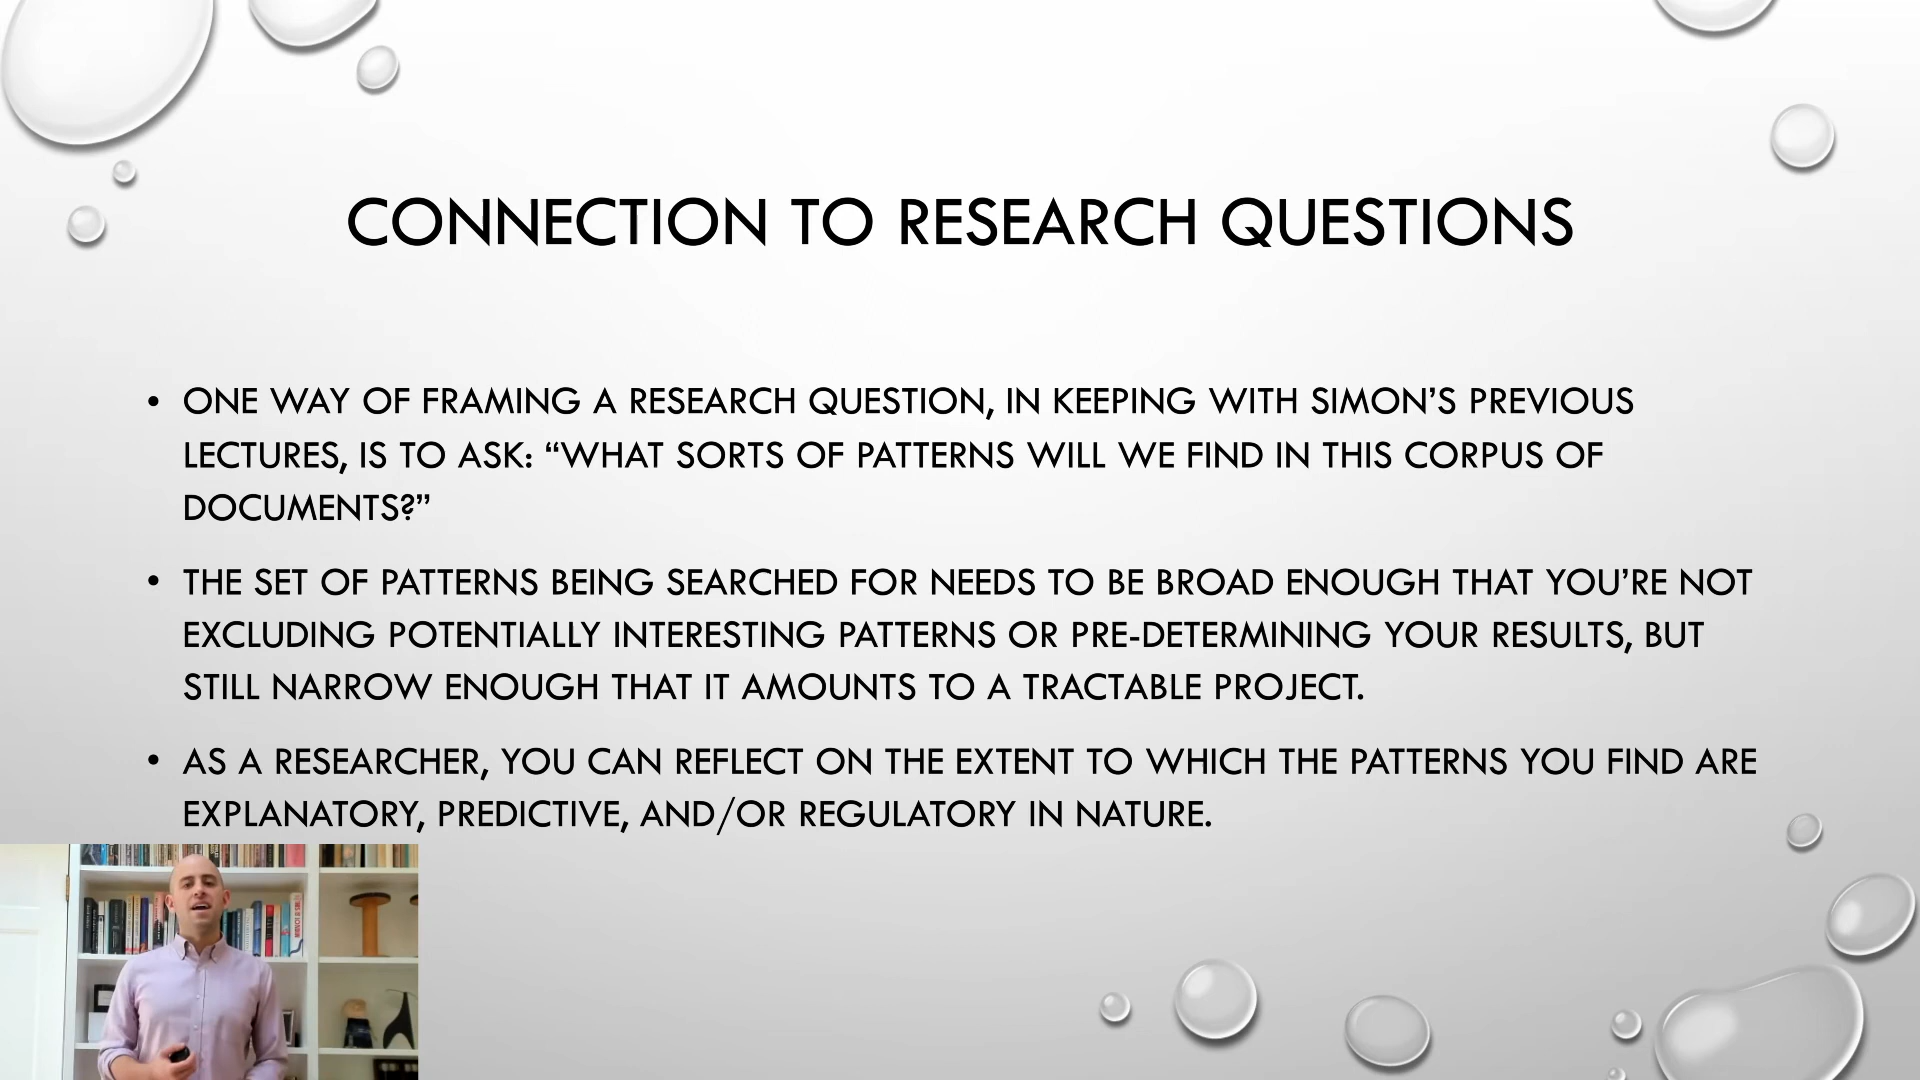 CONNECTION TO RESEARCH QUESTIONS
• ONE WAY OF FRAMING A RESEARCH QUESTION, IN KEEPING WITH SIMON’S PREVIOUS
LECTURES, IS TO ASK: “WHAT SORTS OF PATTERNS WILL WE FIND IN THIS CORPUS OF
DOCUMENTS?”
• THE SET OF PATTERNS BEING SEARCHED FOR NEEDS TO BE BROAD ENOUGH THAT YOU’RE NOT
EXCLUDING POTENTIALLY INTERESTING PATTERNS OR PRE-DETERMINING YOUR RESULTS, BUT
STILL NARROW ENOUGH THAT IT AMOUNTS TO A TRACTABLE PROJECT.
• AS A RESEARCHER, YOU CAN REFLECT ON THE EXTENT TO WHICH THE PATTERNS YOU FIND ARE
EXPLANATORY, PREDICTIVE, AND/OR REGULATORY IN NATURE.